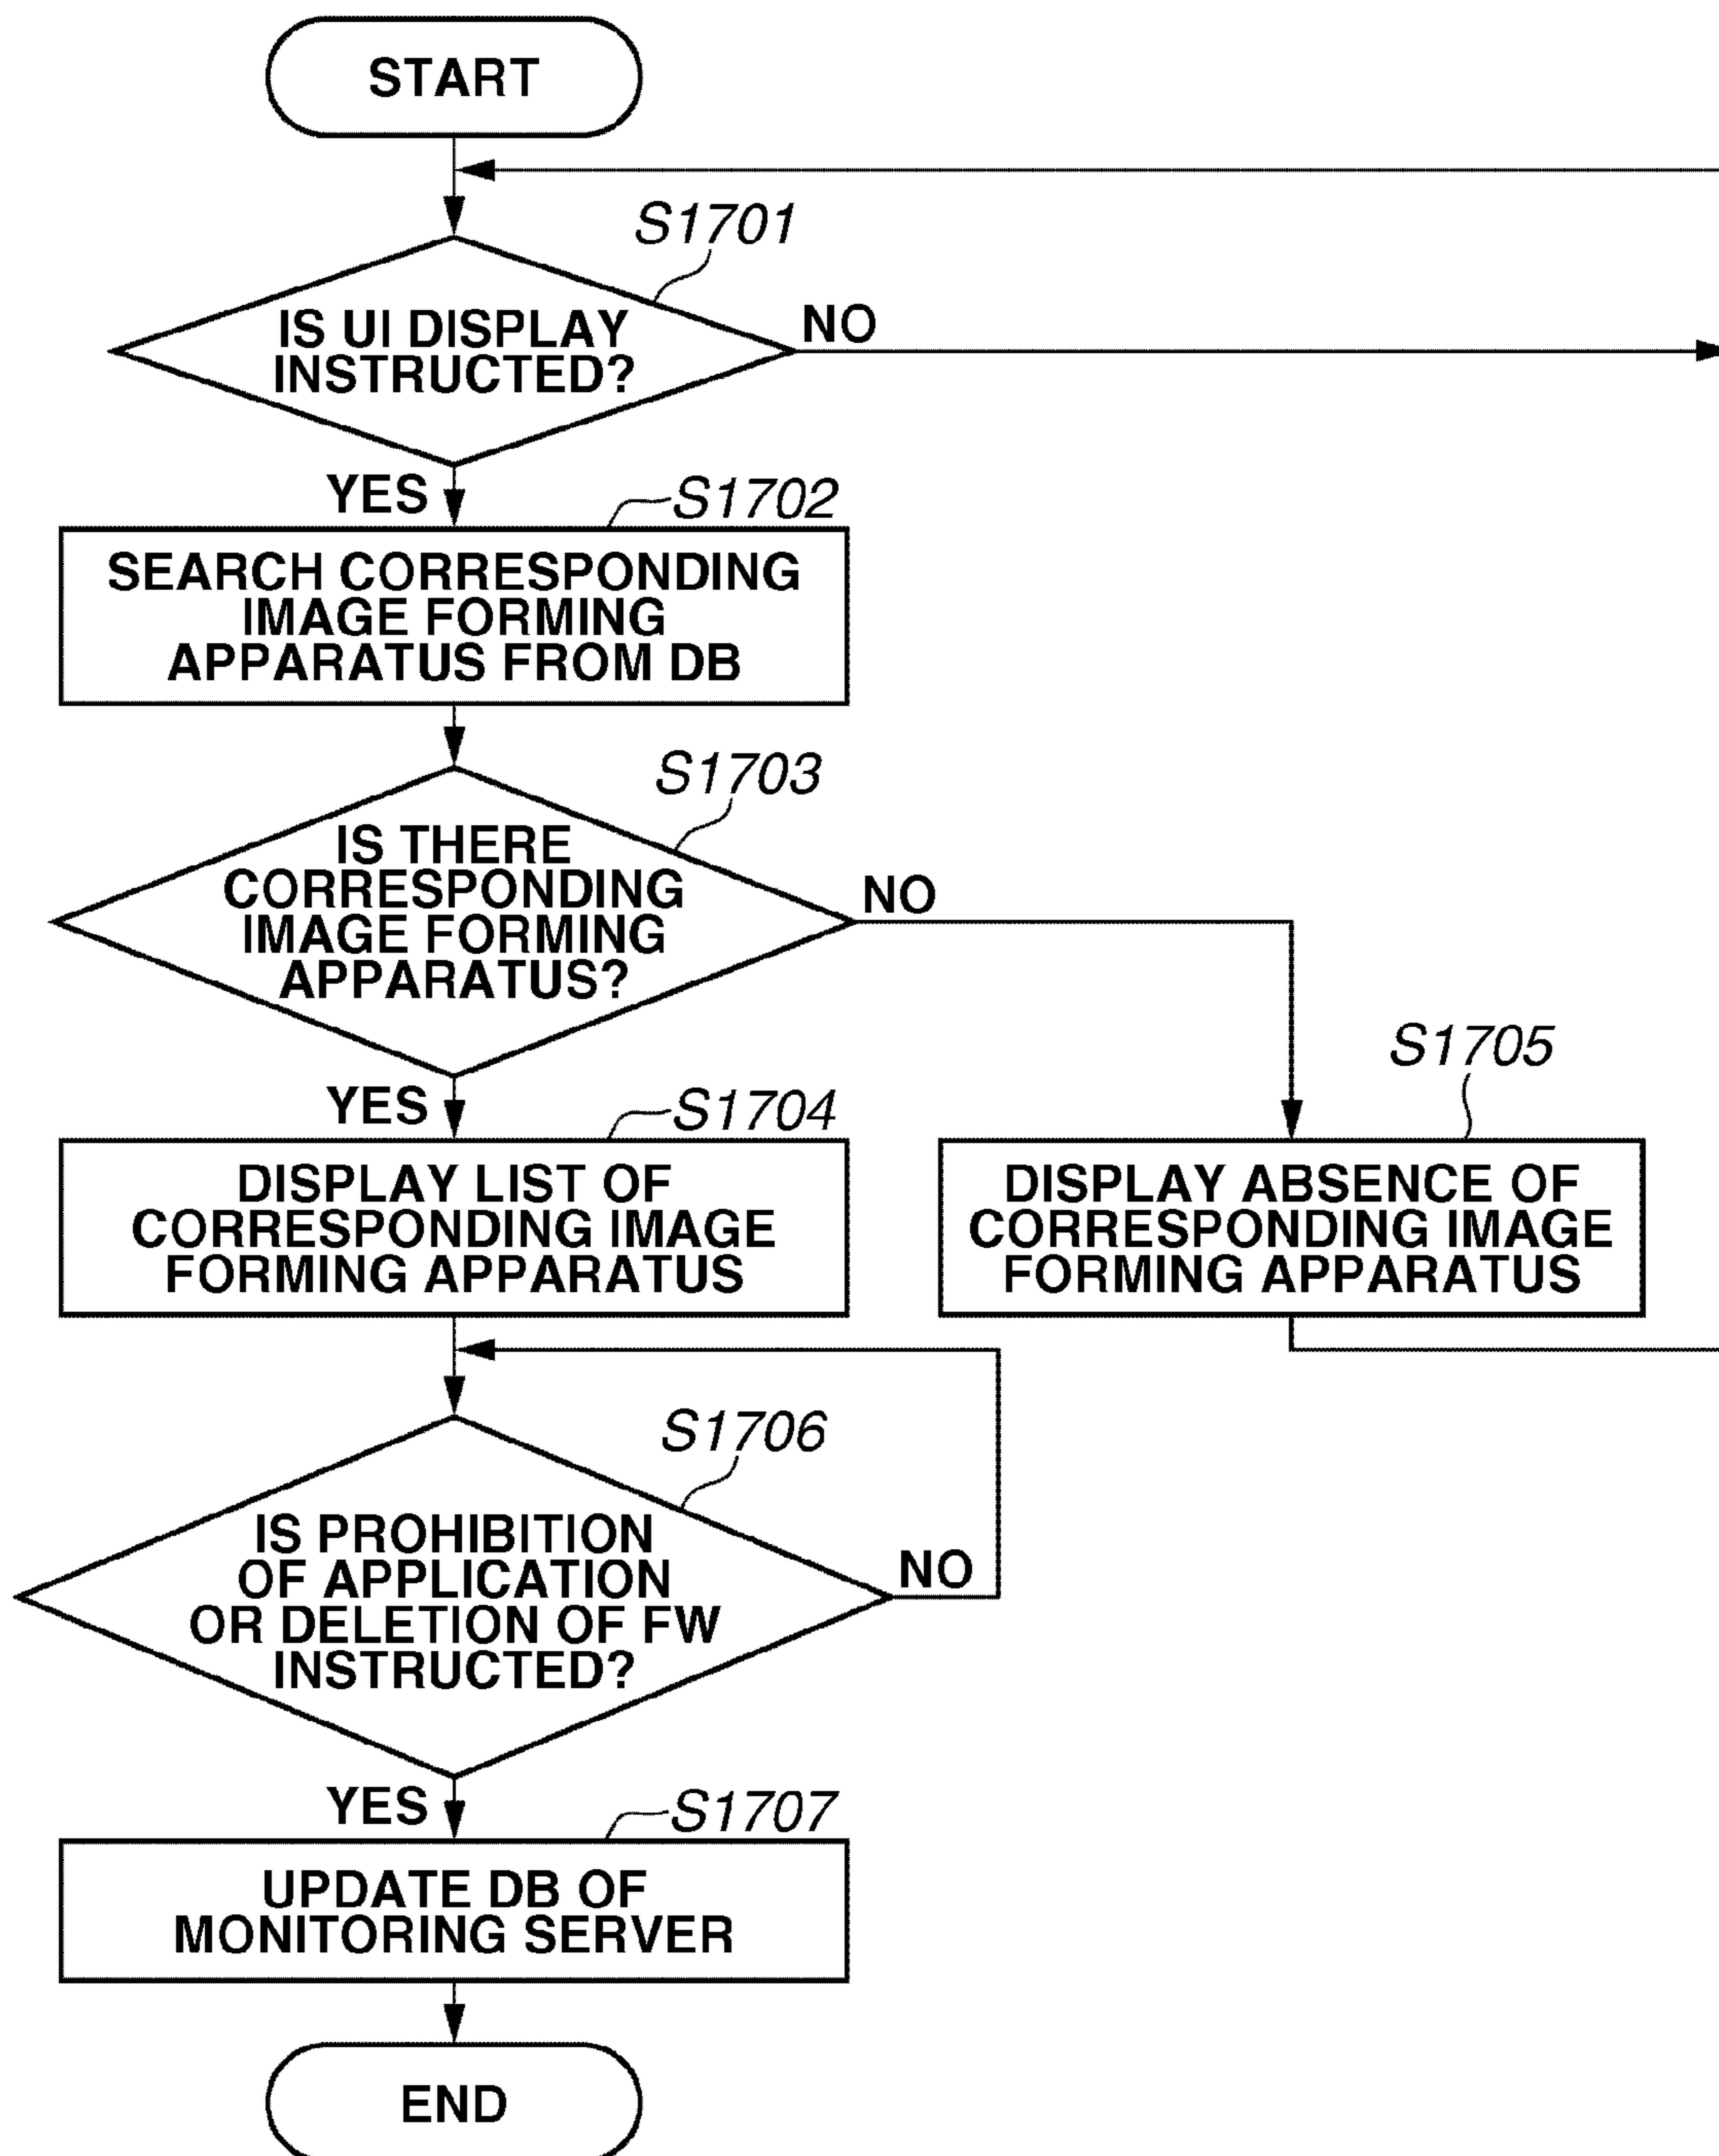 START
S1701
IS UI DISPLAY
INSTRUCTED?
NO
YES
S1702
SEARCH CORRESPONDING
IMAGE FORMING
APPARATUS FROM DB
S1703
IS THERE
CORRESPONDING
IMAGE FORMING
APPARATUS?
NO
YES
S1704
DISPLAY LIST OF
CORRESPONDING IMAGE
FORMING APPARATUS
S1705
DISPLAY ABSENCE OF
CORRESPONDING IMAGE
FORMING APPARATUS
S1706
IS PROHIBITION
OF APPLICATION
OR DELETION OF FW
INSTRUCTED?
NO
YES
S1707
UPDATE DB OF
MONITORING SERVER
END